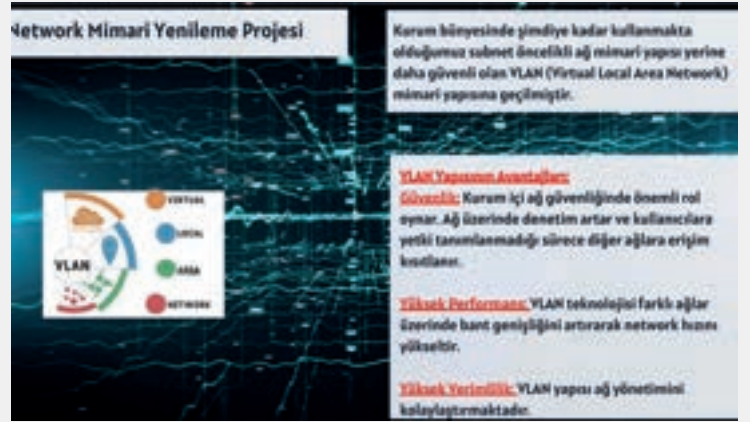 Network Mimari Yenileme Projesi
Kurum bünyesinde şimdiye kadar kullanmakta
olduğumuz subnet öncelikli ağ mimari yapısı yerine
daha güvenli olan VLAN (Virtual Local Area Network)
mimari yapısına geçilmiştir.
VLAN Yapısının Avantajları:
Güvenlik: Kurum içi ağ güvenliğinde önemli rol
oynar. Ağ üzerinde denetim artar ve kullanıcılara
yetki tanımlanmadığı sürece diğer ağlara erişim
kısıtlanır.
Yüksek Performans: VLAN teknolojisi farklı ağlar
üzerinde bant genişliğini artırarak network hızını
yükseltir.
Yüksek Verimlilik: VLAN yapısı ağ yönetimini
kolaylaştırmaktadır.
VLAN
VIRTUAL
LOCAL
AREA
NETWORK